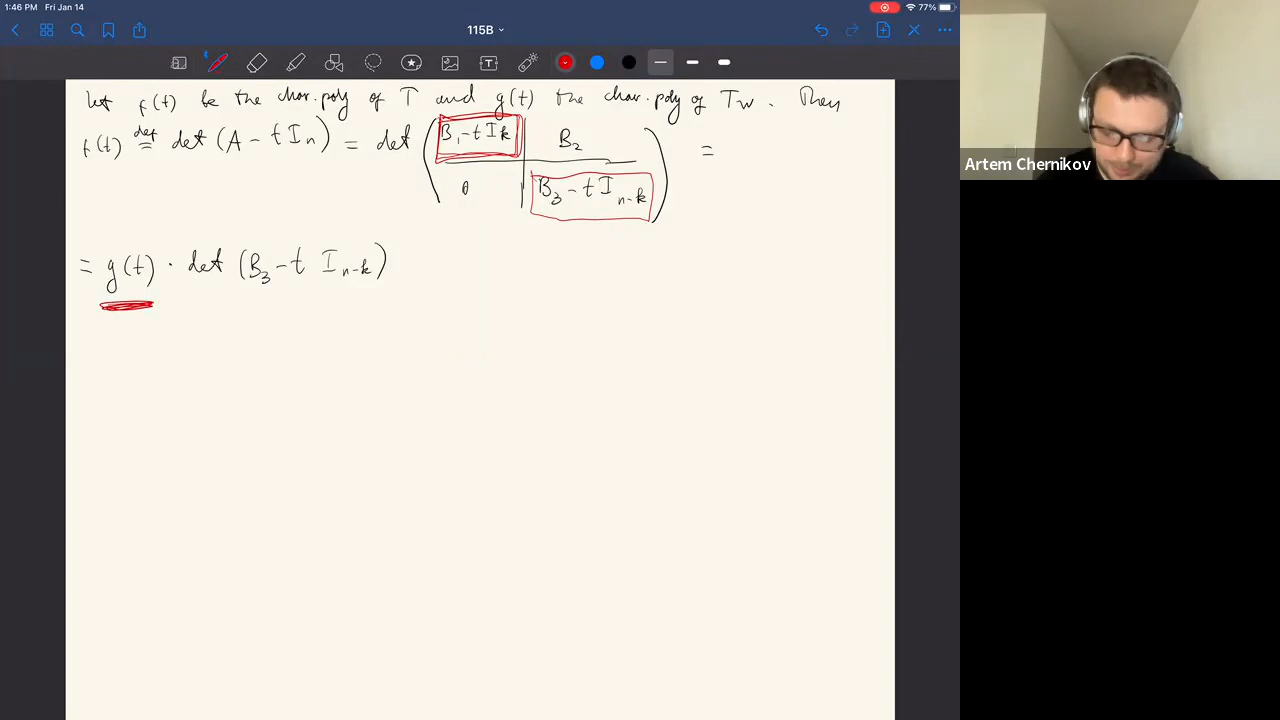 1:46 PM Fri Jan 14
77%
115B
Let f(t) be the char. poly of T and g(t) the char. poly of T_W. Then
f(t) def= det (A - t I_n) = det ( B_1 - t I_k | B_2 =
0 | B_3 - t I_{n-k} )
= g(t) · det (B_3 - t I_{n-k})
Artem Chernikov